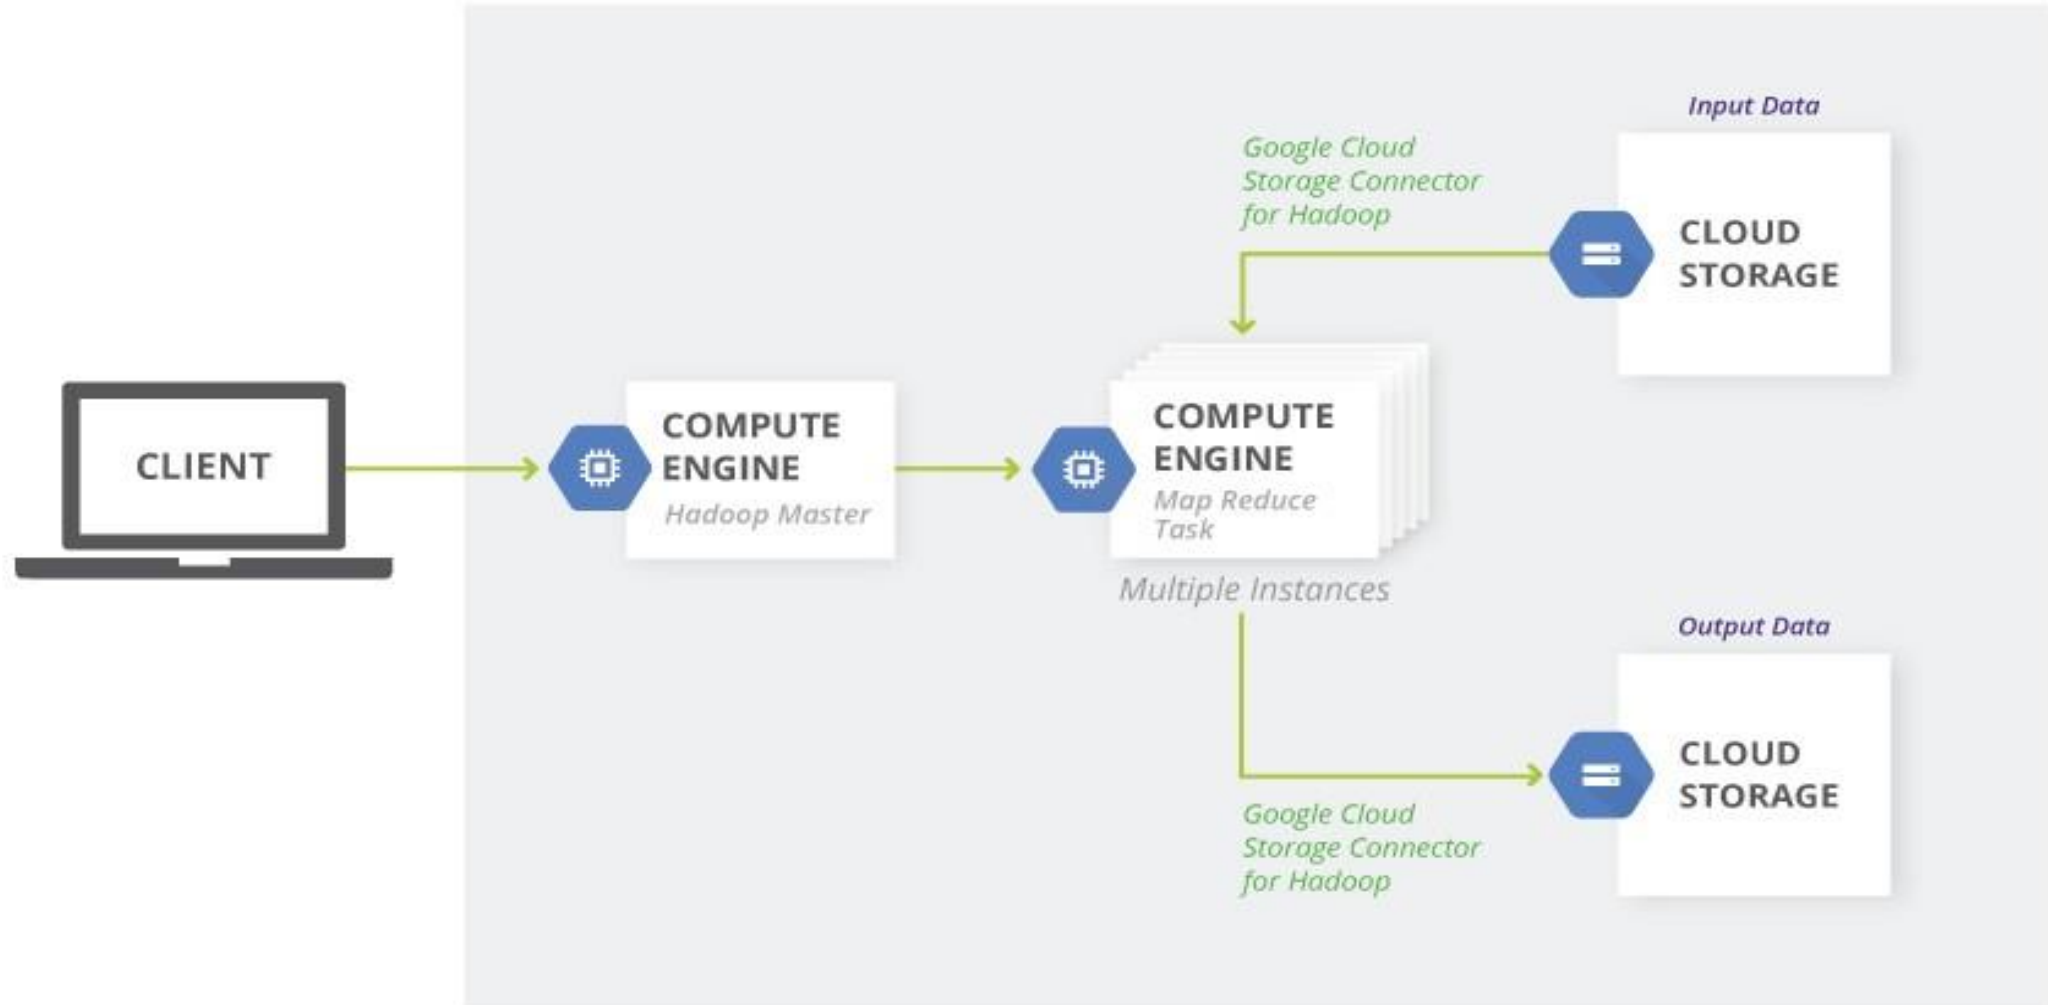 CLIENT
COMPUTE
ENGINE
Hadoop Master
COMPUTE
ENGINE
Map Reduce
Task
Multiple Instances
Google Cloud
Storage Connector
for Hadoop
Input Data
CLOUD
STORAGE
Google Cloud
Storage Connector
for Hadoop
Output Data
CLOUD
STORAGE